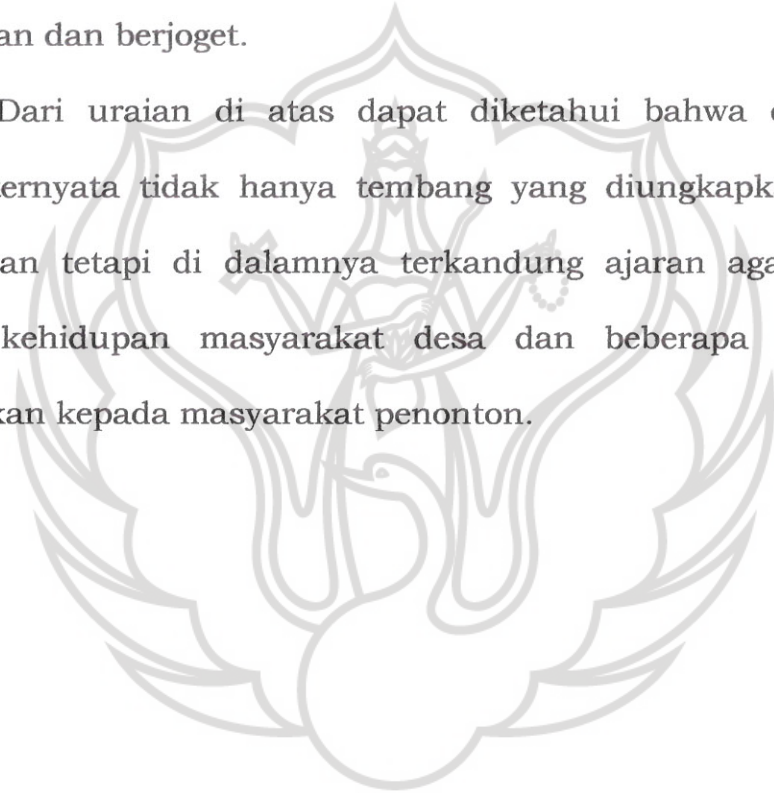 an dan berjoget.
Dari uraian di atas dapat diketahui bahwa
ernyata tidak hanya tembang yang diungkapk
an tetapi di dalamnya terkandung ajaran aga
kehidupan masyarakat desa dan beberapa
kan kepada masyarakat penonton.